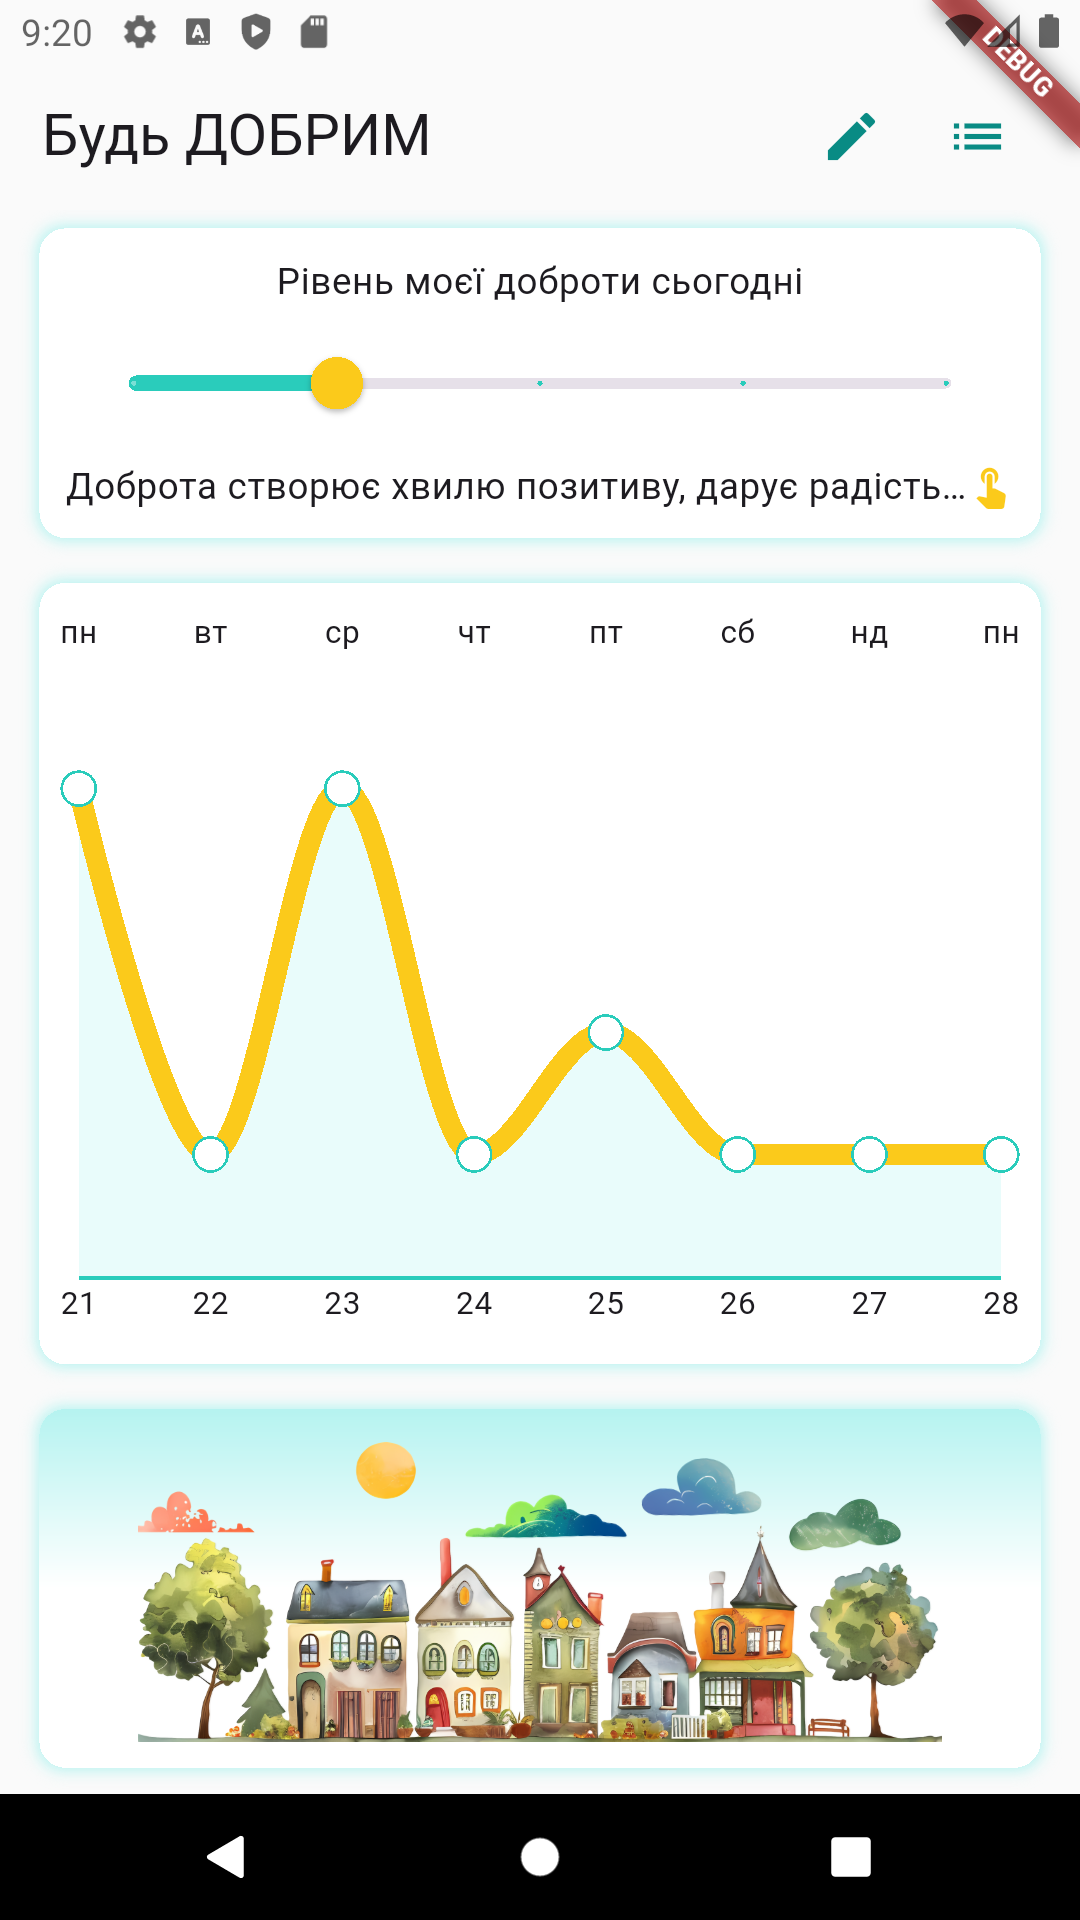 9:20
DEBUG
Будь ДОБРИМ
Рівень моєї доброти сьогодні
Доброта створює хвилю позитиву, дарує радість...
пн вт ср чт пт сб нд пн
21 22 23 24 25 26 27 28